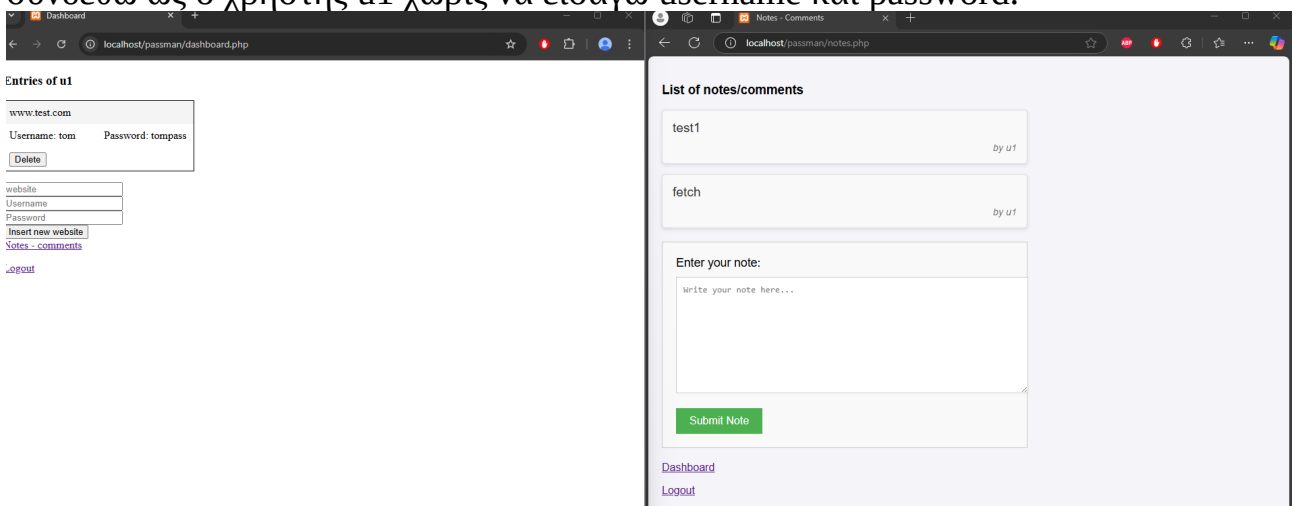 συνδεθώ ως ο χρήστης u1 χωρίς να εισάγω username και password.
Dashboard
localhost/passman/dashboard.php
Entries of u1
www.test.com
Username: tom Password: tompass
Delete
website
Username
Password
Insert new website
Notes - comments
Logout
Notes - Comments
localhost/passman/notes.php
ABP
List of notes/comments
test1
by u1
fetch
by u1
Enter your note:
Write your note here...
Submit Note
Dashboard
Logout